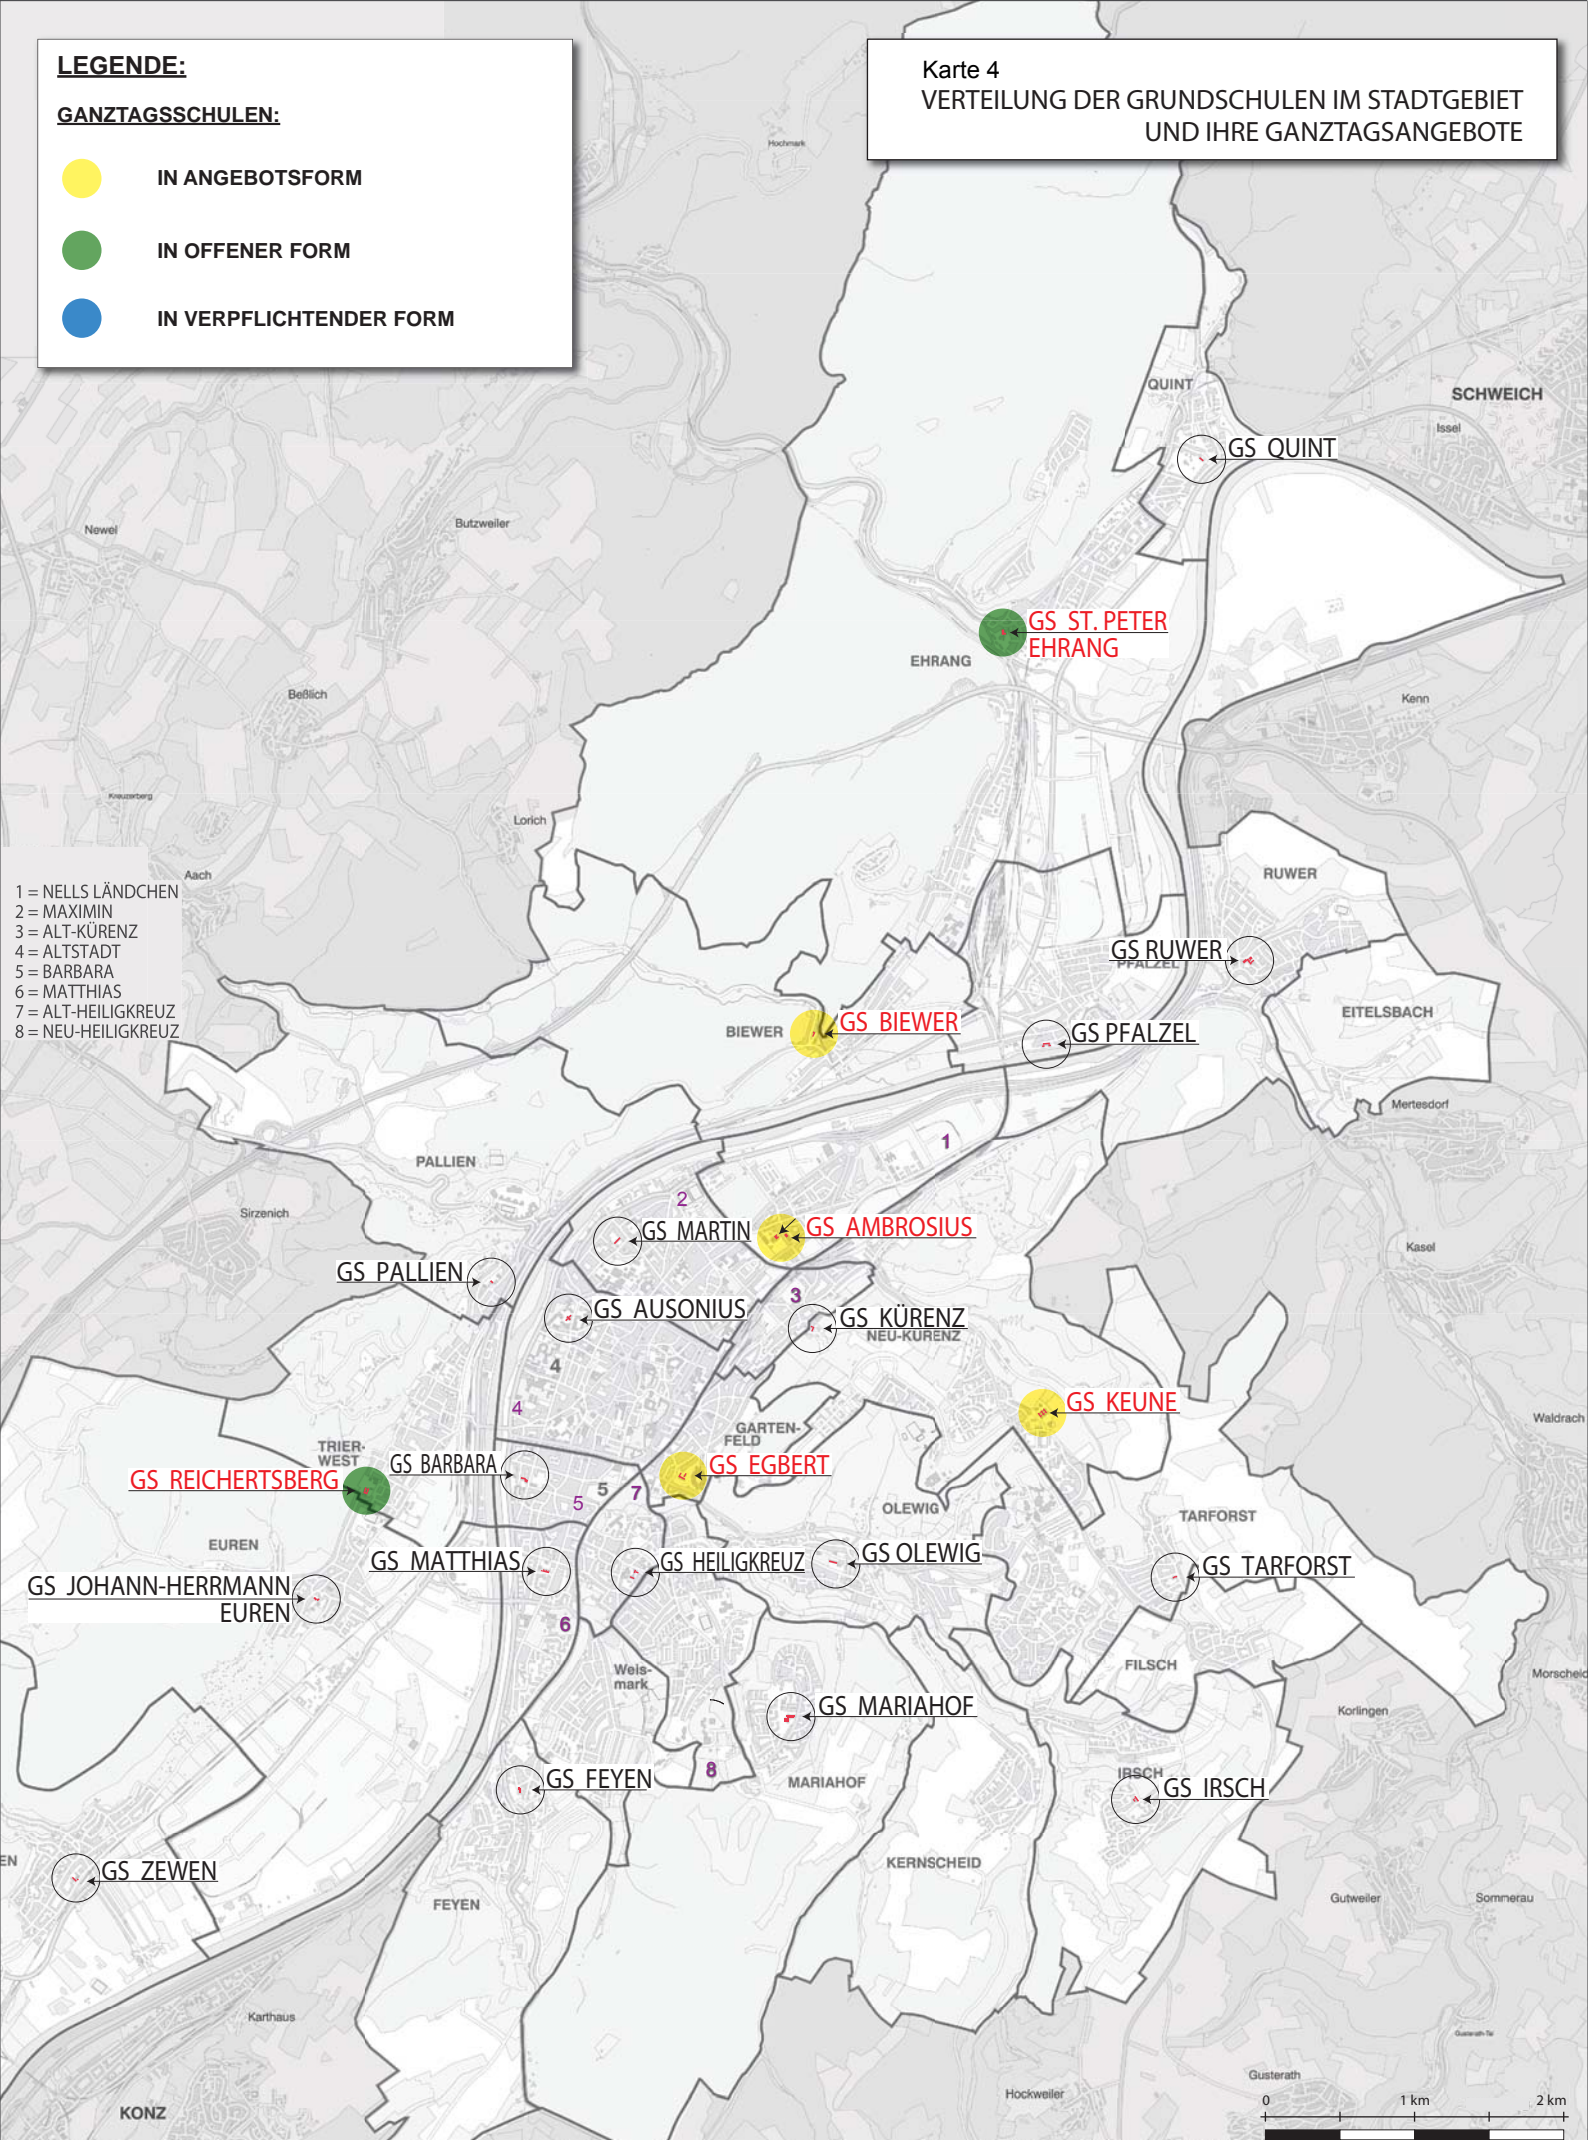 LEGENDE:
GANZTAGSSCHULEN:
IN ANGEBOTSFORM
IN OFFENER FORM
IN VERPFLICHTENDER FORM
Karte 4
VERTEILUNG DER GRUNDSCHULEN IM STADTGEBIET
UND IHRE GANZTAGSANGEBOTE
Hochmark
QUINT
SCHWEICH
Issel
GS QUINT
Newel
Butzweiler
GS ST. PETER
EHRANG
EHRANG
Beßlich
Kenn
Kreuzerberg
Lorich
Aach
RUWER
1 = NELLS LÄNDCHEN
2 = MAXIMIN
3 = ALT-KÜRENZ
4 = ALTSTADT
5 = BARBARA
6 = MATTHIAS
7 = ALT-HEILIGKREUZ
8 = NEU-HEILIGKREUZ
GS RUWER
PFALZEL
EITELSBACH
BIEWER
GS BIEWER
GS PFALZEL
Mertesdorf
1
PALLIEN
2
Sirzenich
GS MARTIN
GS AMBROSIUS
Kasel
GS PALLIEN
3
GS AUSONIUS
GS KÜRENZ
NEU-KÜRENZ
4
4
GS KEUNE
Waldrach
GARTEN-
FELD
TRIER-
WEST
GS BARBARA
GS EGBERT
GS REICHERTSBERG
5
5
7
OLEWIG
TARFORST
EUREN
GS MATTHIAS
GS HEILIGKREUZ
GS OLEWIG
GS TARFORST
GS JOHANN-HERRMANN
EUREN
6
FILSCH
Weis-
mark
Morscheid
GS MARIAHOF
Korlingen
8
MARIAHOF
IRSCH
GS FEYEN
GS IRSCH
EN
GS ZEWEN
KERNSCHEID
FEYEN
Gutweiler
Sommerau
Karthaus
Gusterath-Tal
Gusterath
Hockweiler
KONZ
0
1 km
2 km